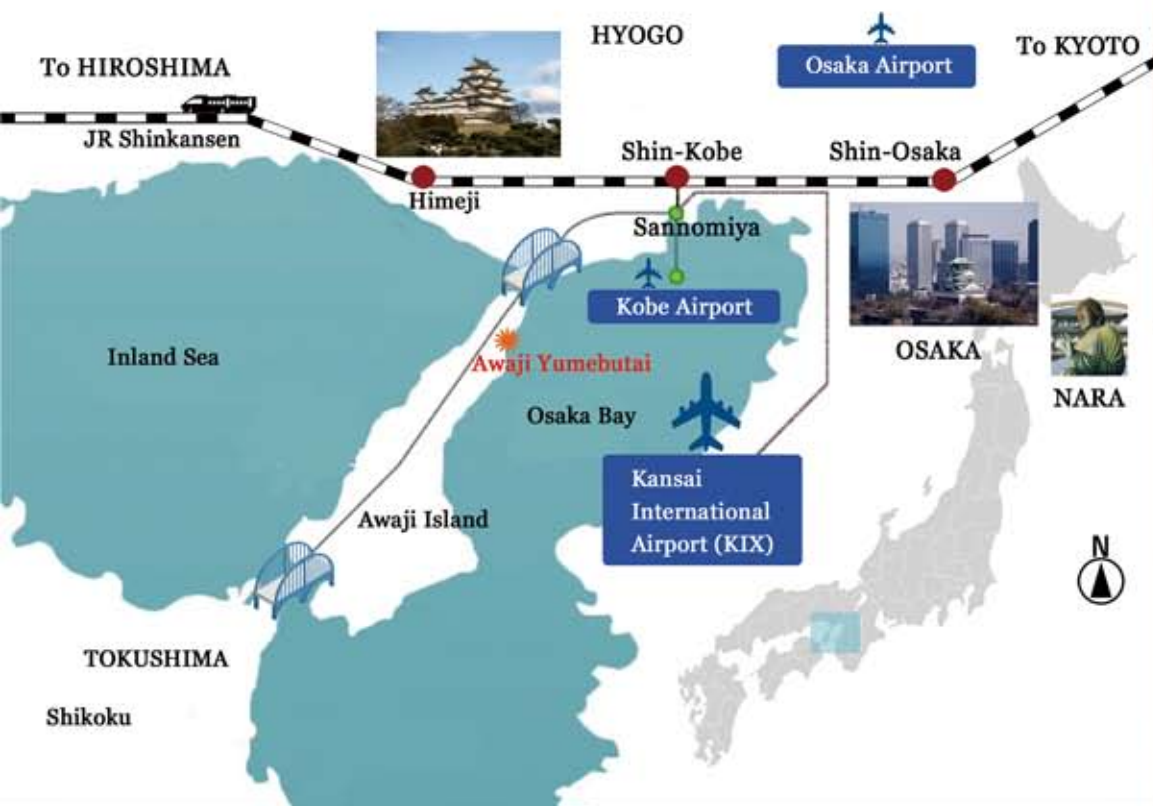 HYOGO
Osaka Airport
To KYOTO
To HIROSHIMA
JR Shinkansen
Shin-Kobe
Shin-Osaka
Himeji
Sannomiya
Kobe Airport
Inland Sea
Awaji Yumebutai
OSAKA
NARA
Osaka Bay
Kansai
International
Airport (KIX)
Awaji Island
N
TOKUSHIMA
Shikoku